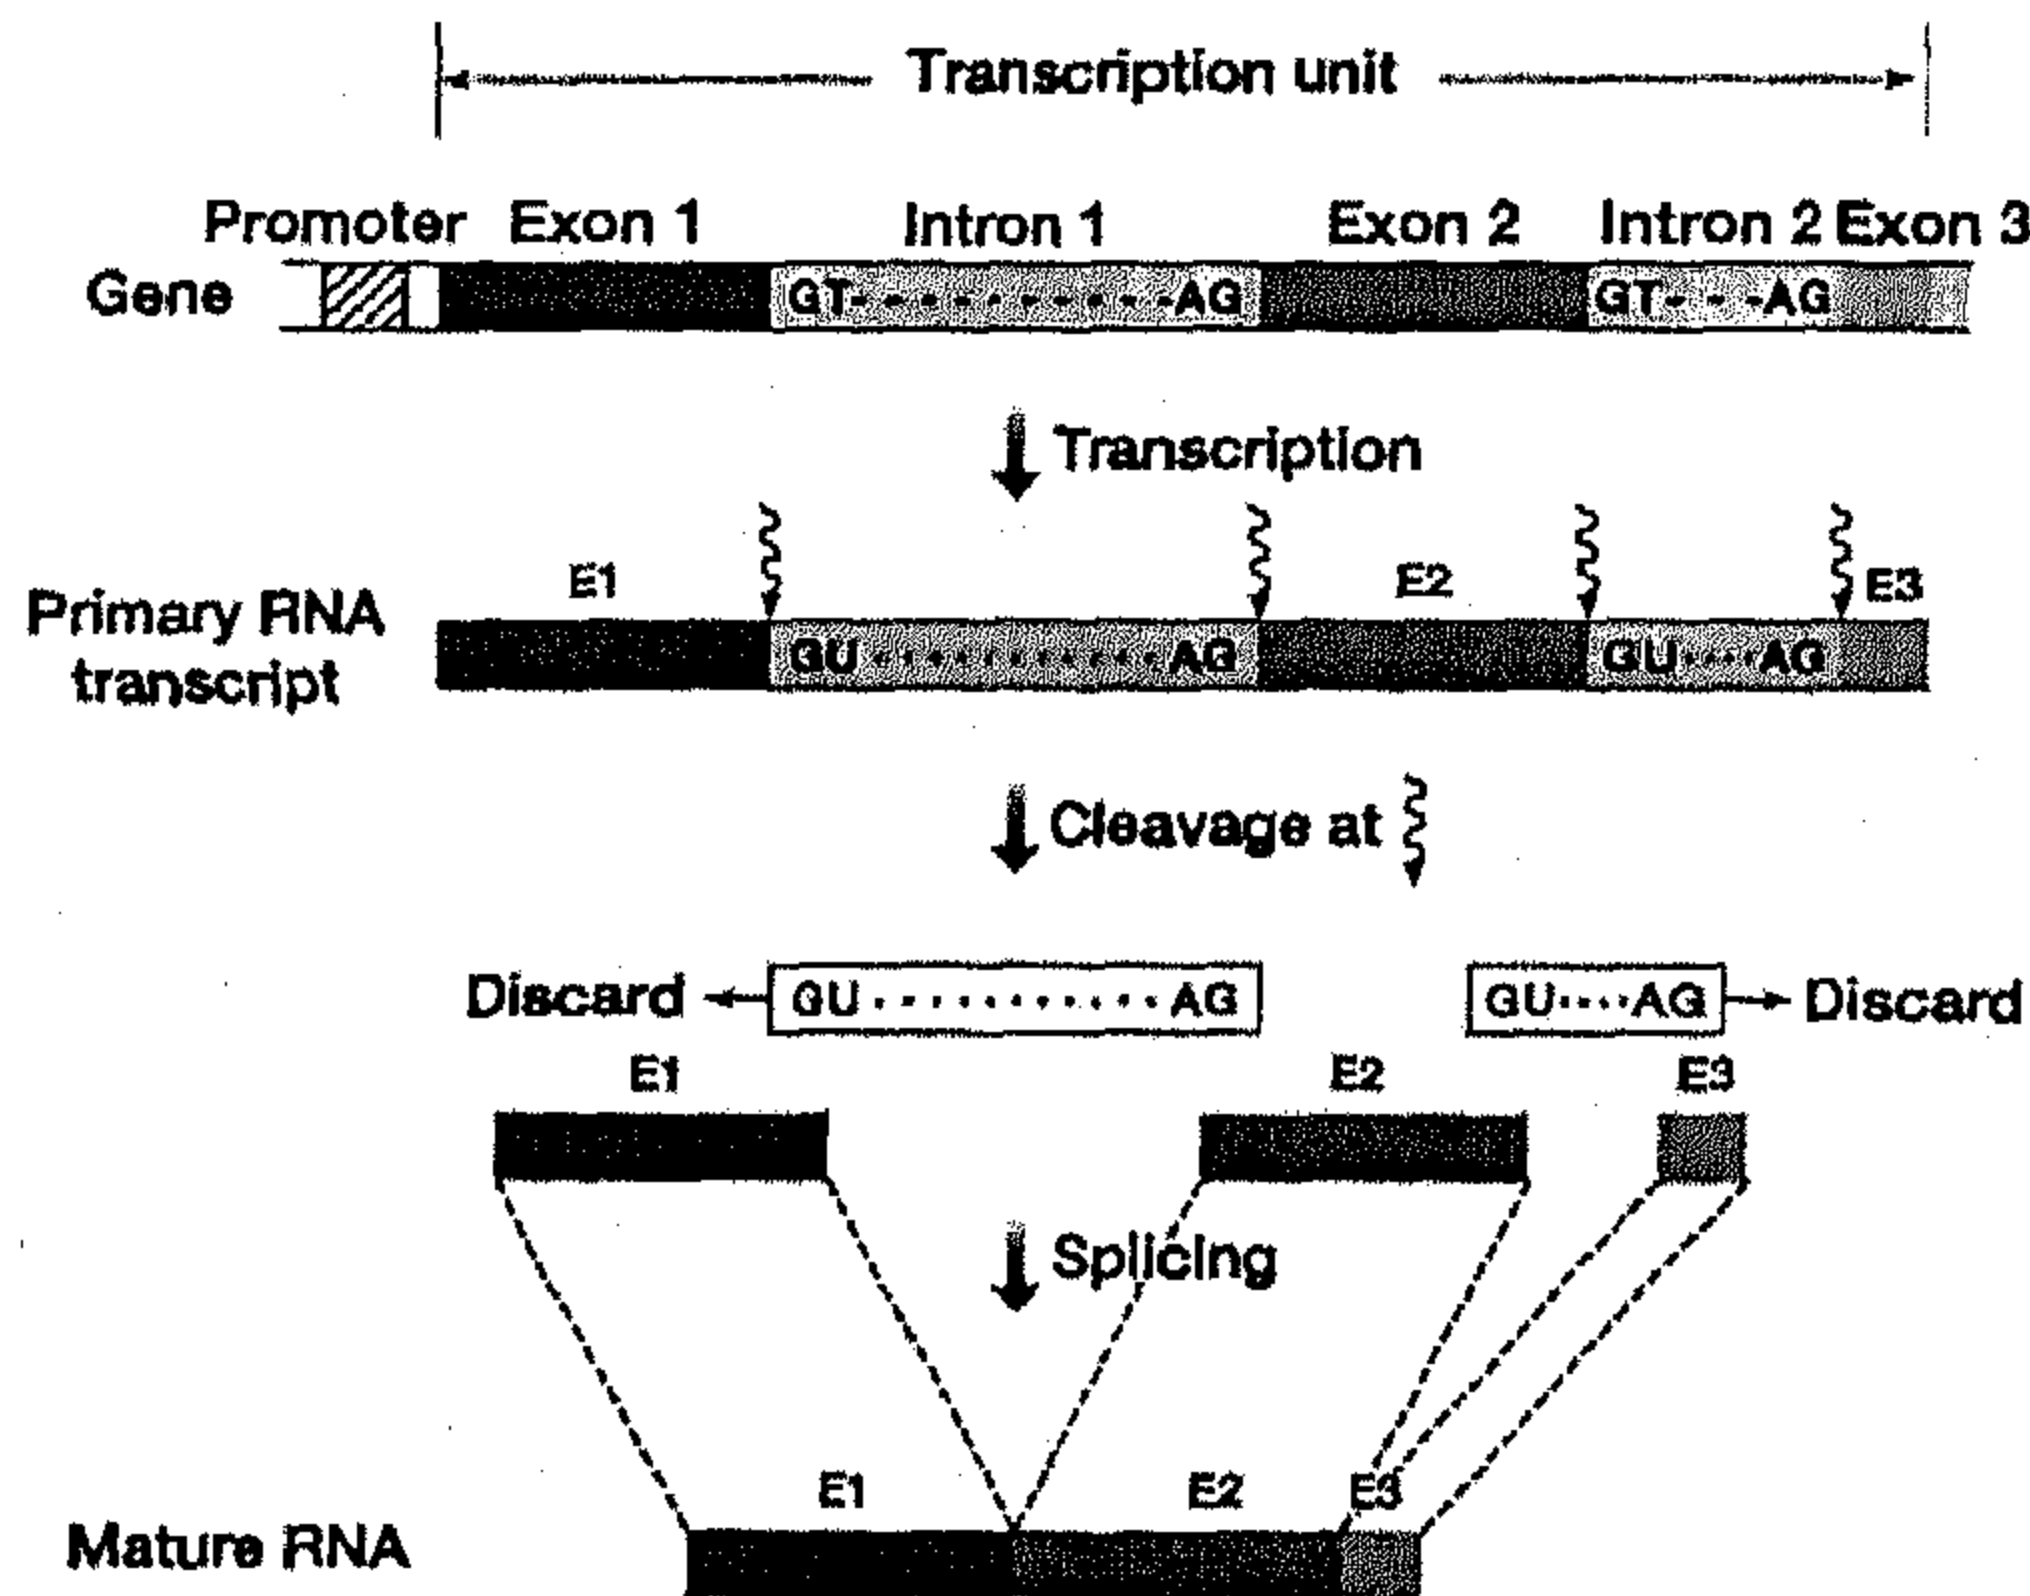 Transcription unit
Promoter Exon 1 Intron 1 Exon 2 Intron 2 Exon 3
Gene GT----------AG GT---AG
Transcription
E1 E2 E3
Primary RNA
transcript
GU···········AG GU····AG
Cleavage at
Discard GU···········AG GU····AG Discard
E1 E2 E3
Splicing
E1 E2 E3
Mature RNA